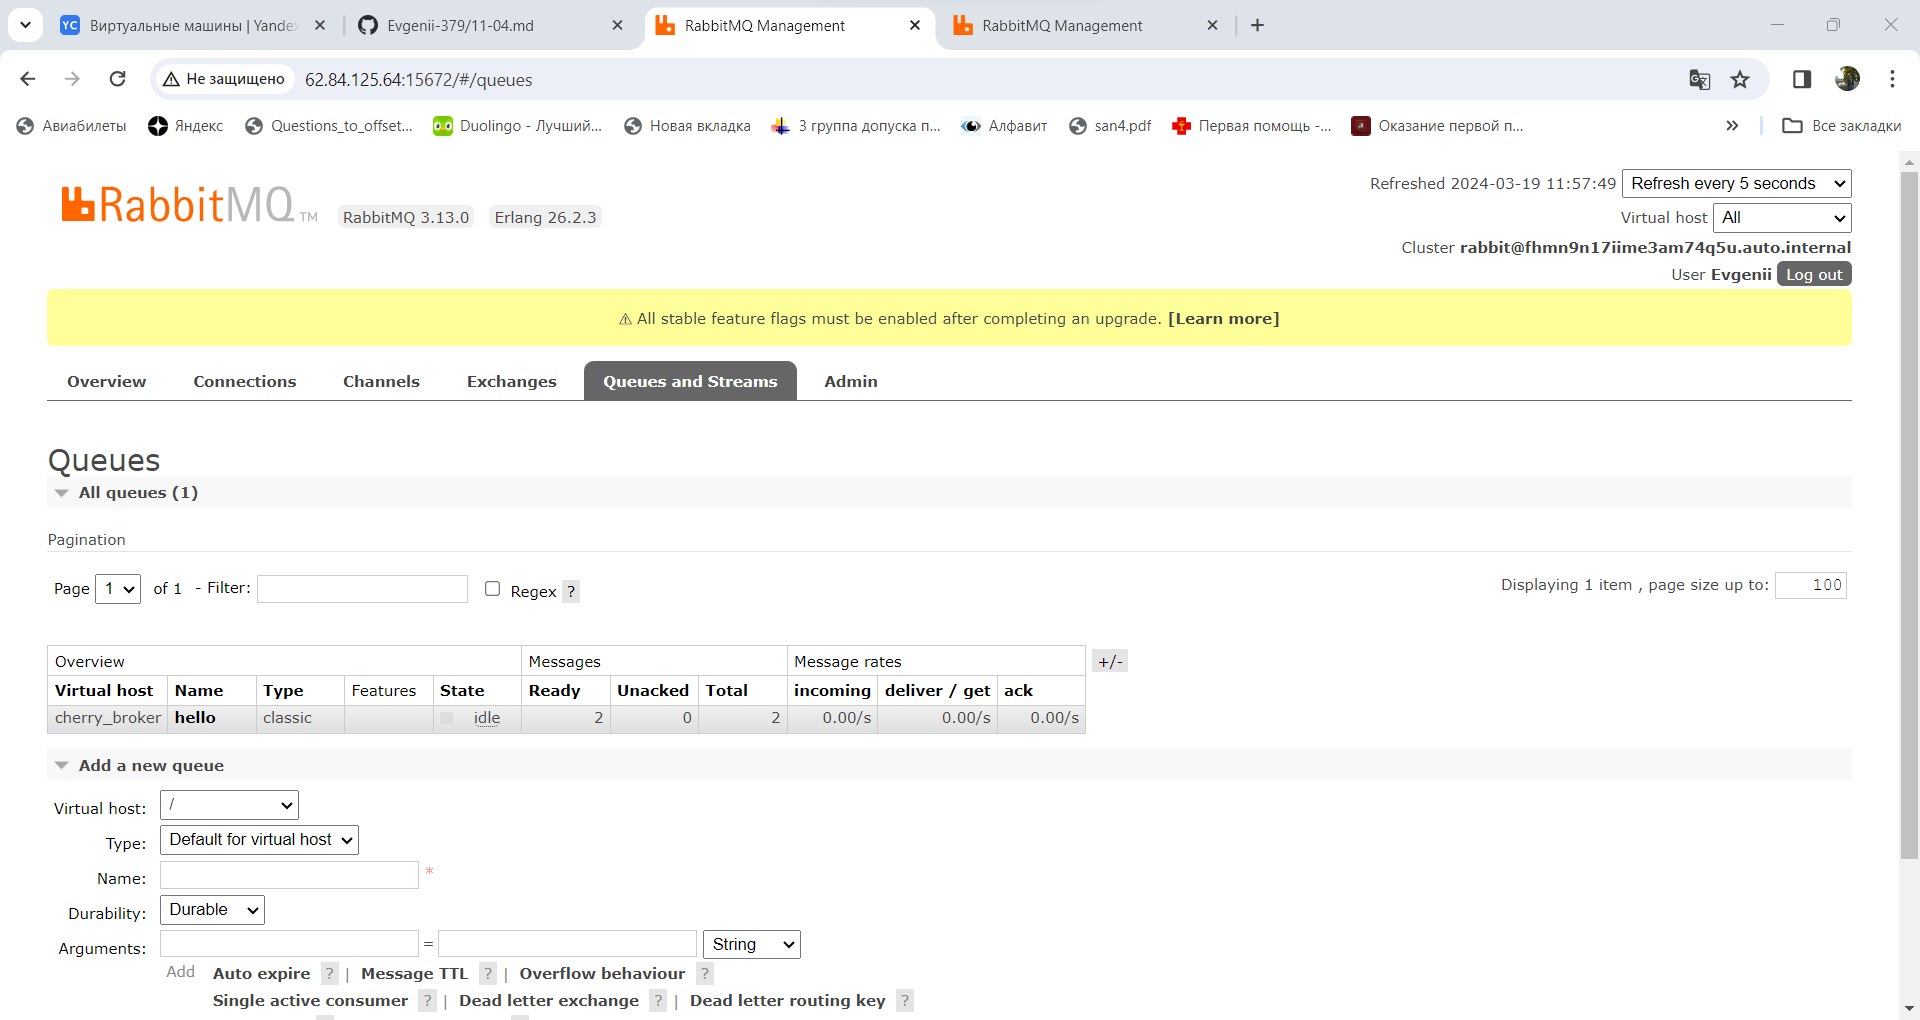 YC Виртуальные машины | Yande
Evgenii-379/11-04.md
RabbitMQ Management
RabbitMQ Management
Не защищено 62.84.125.64:15672/#/queues
Авиабилеты Яндекс Questions_to_offset... Duolingo - Лучший... Новая вкладка 3 группа допуска п... Алфавит san4.pdf Первая помощь -... Оказание первой п... » Все закладки
RabbitMQ TM RabbitMQ 3.13.0 Erlang 26.2.3
Refreshed 2024-03-19 11:57:49 Refresh every 5 seconds
Virtual host All
Cluster rabbit@fhmn9n17iime3am74q5u.auto.internal
User Evgenii Log out
⚠ All stable feature flags must be enabled after completing an upgrade. [Learn more]
Overview Connections Channels Exchanges Queues and Streams Admin
Queues
All queues (1)
Pagination
Page 1 of 1 - Filter: Regex ? Displaying 1 item , page size up to: 100
Overview Messages Message rates +/-
Virtual host Name Type Features State Ready Unacked Total incoming deliver / get ack
cherry_broker hello classic idle 2 0 2 0.00/s 0.00/s 0.00/s
Add a new queue
Virtual host: /
Type: Default for virtual host
Name: *
Durability: Durable
Arguments: = String
Add Auto expire ? | Message TTL ? | Overflow behaviour ?
Single active consumer ? | Dead letter exchange ? | Dead letter routing key ?